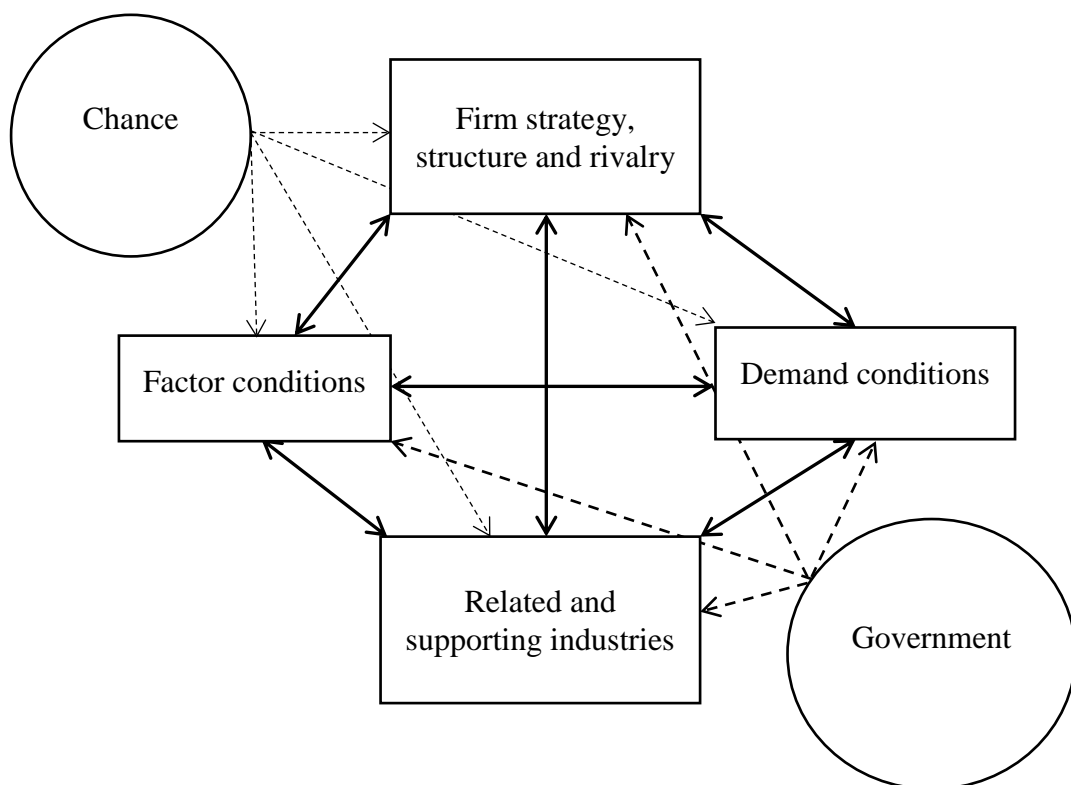 Chance
Firm strategy,
structure and rivalry
Factor conditions
Demand conditions
Related and
supporting industries
Government